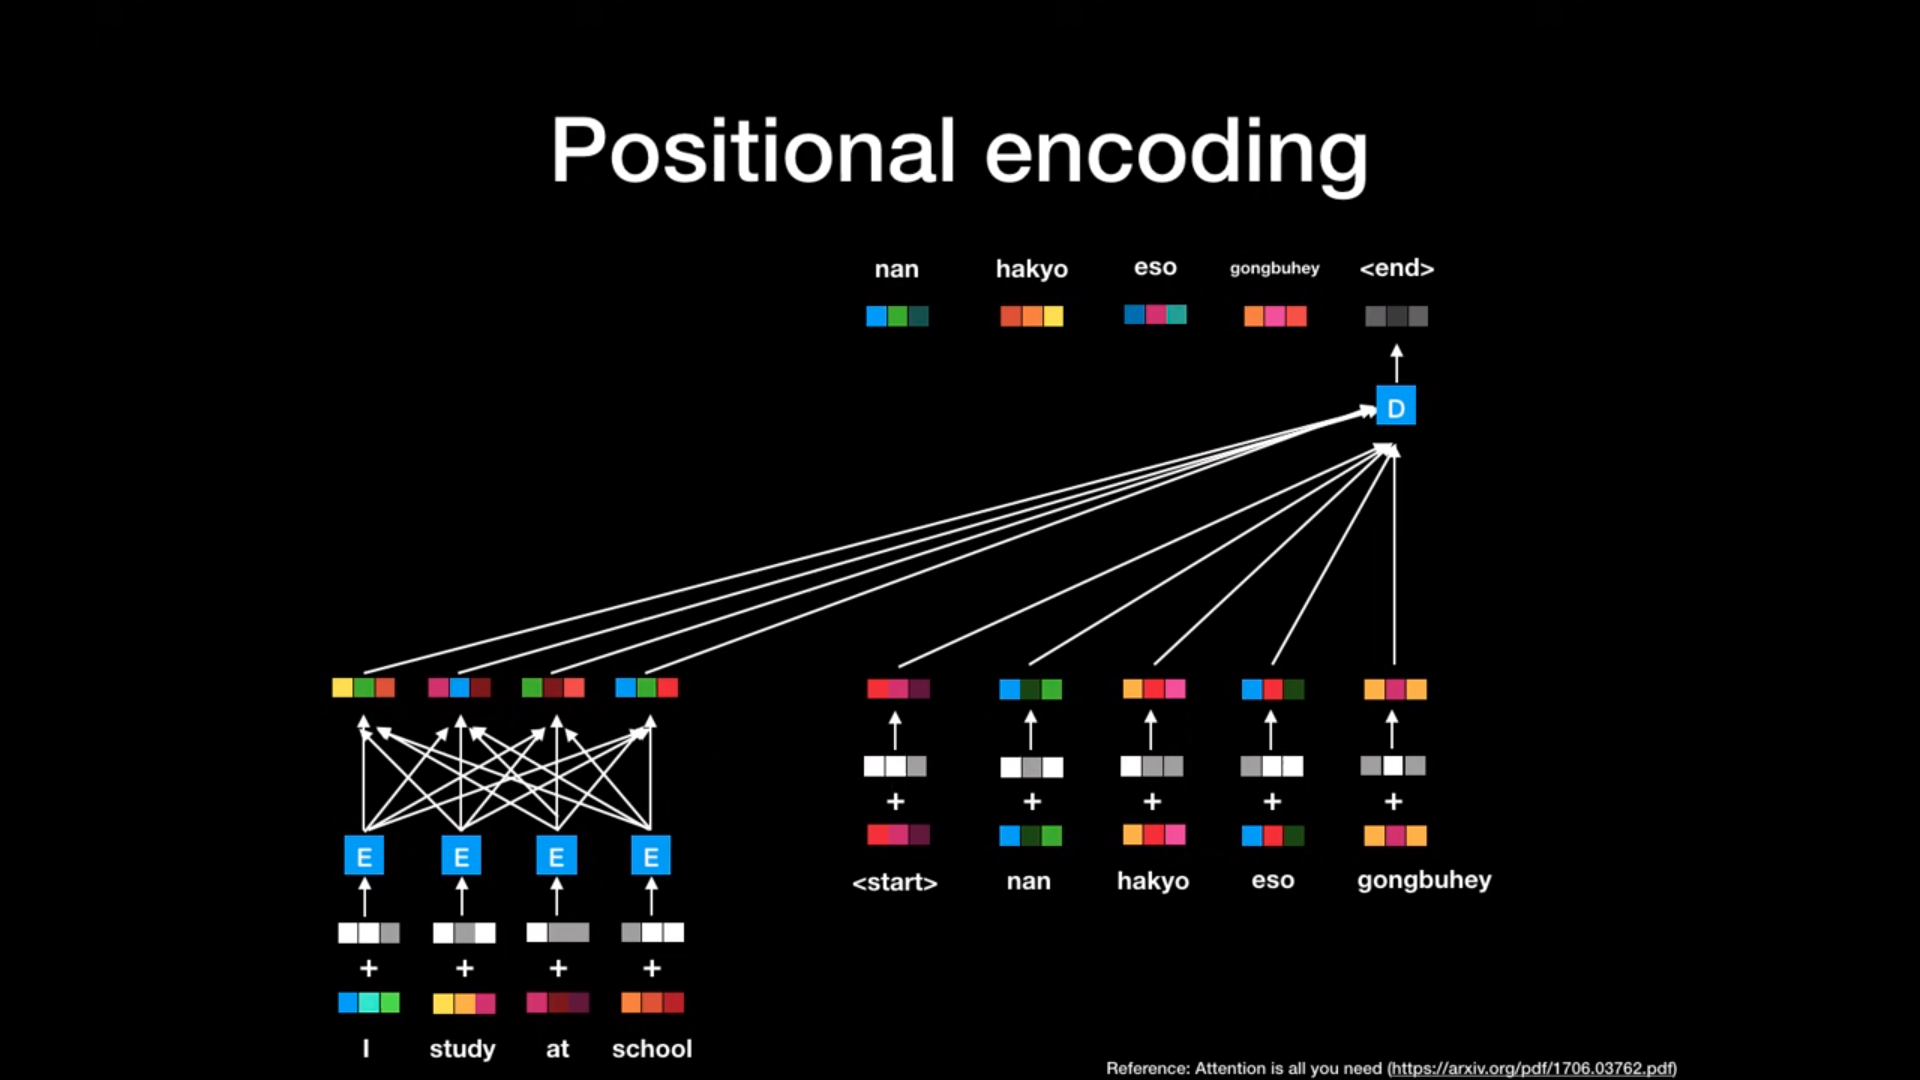 Positional encoding
nan hakyo eso gongbuhey <end>
D
E E E E
+ + + + +
<start> nan hakyo eso gongbuhey
+ + + +
I study at school
Reference: Attention is all you need (https://arxiv.org/pdf/1706.03762.pdf)